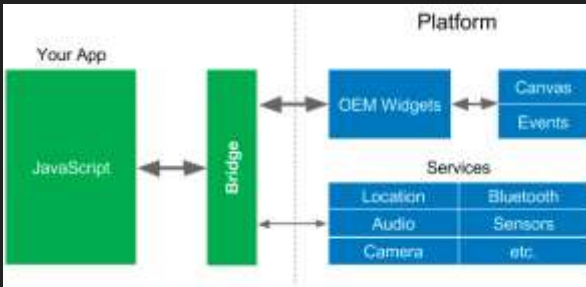 Platform
Your App
JavaScript
Bridge
OEM Widgets
Canvas
Events
Services
Location Bluetooth
Audio Sensors
Camera etc.